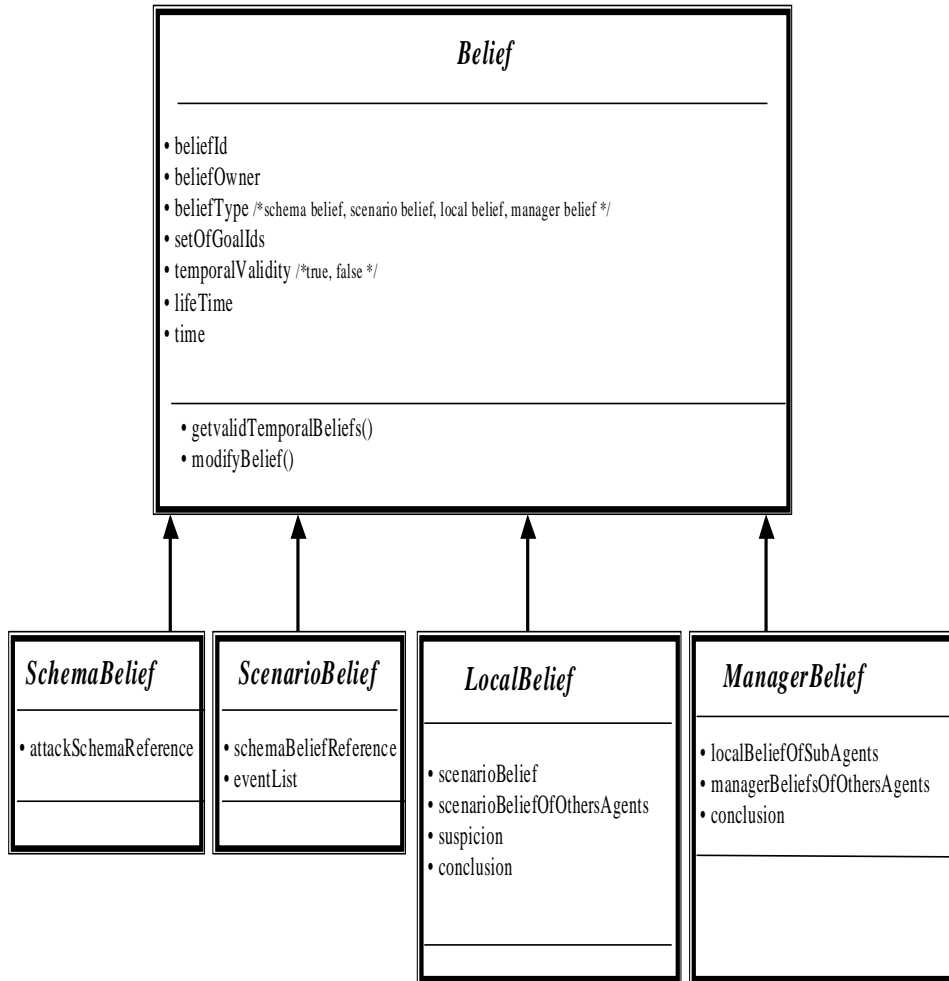 Belief
• beliefId
• beliefOwner
• beliefType /*schema belief, scenario belief, local belief, manager belief */
• setOfGoalIds
• temporalValidity /*true, false */
• lifeTime
• time
• getvalidTemporalBeliefs()
• modifyBelief()
SchemaBelief
• attackSchemaReference
ScenarioBelief
• schemaBeliefReference
• eventList
LocalBelief
• scenarioBelief
• scenarioBeliefOfOthersAgents
• suspicion
• conclusion
ManagerBelief
• localBeliefOfSubAgents
• managerBeliefsOfOthersAgents
• conclusion